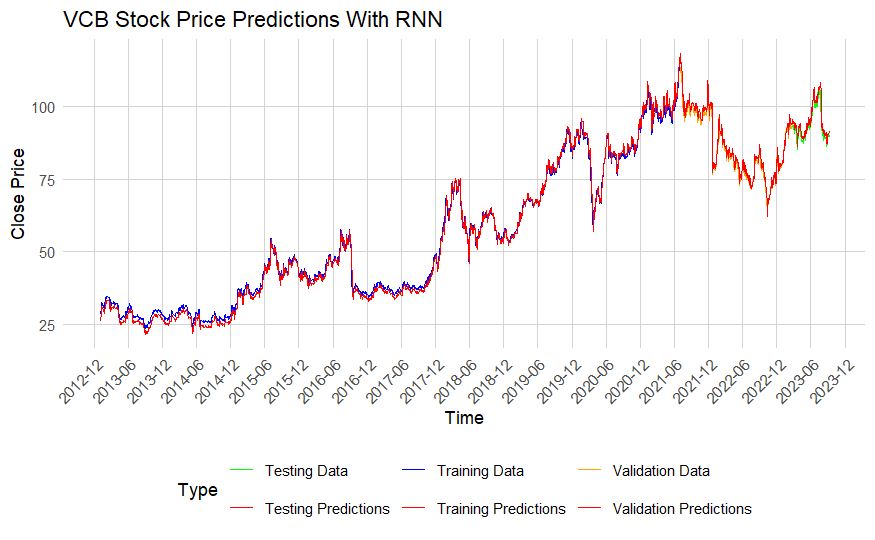 VCB Stock Price Predictions With RNN
Close Price
100
75
50
25
2012-12
2013-06
2013-12
2014-06
2014-12
2015-06
2015-12
2016-06
2016-12
2017-06
2017-12
2018-06
2018-12
2019-06
2019-12
2020-06
2020-12
2021-06
2021-12
2022-06
2022-12
2023-06
2023-12
Time
Type
Testing Data
Training Data
Validation Data
Testing Predictions
Training Predictions
Validation Predictions